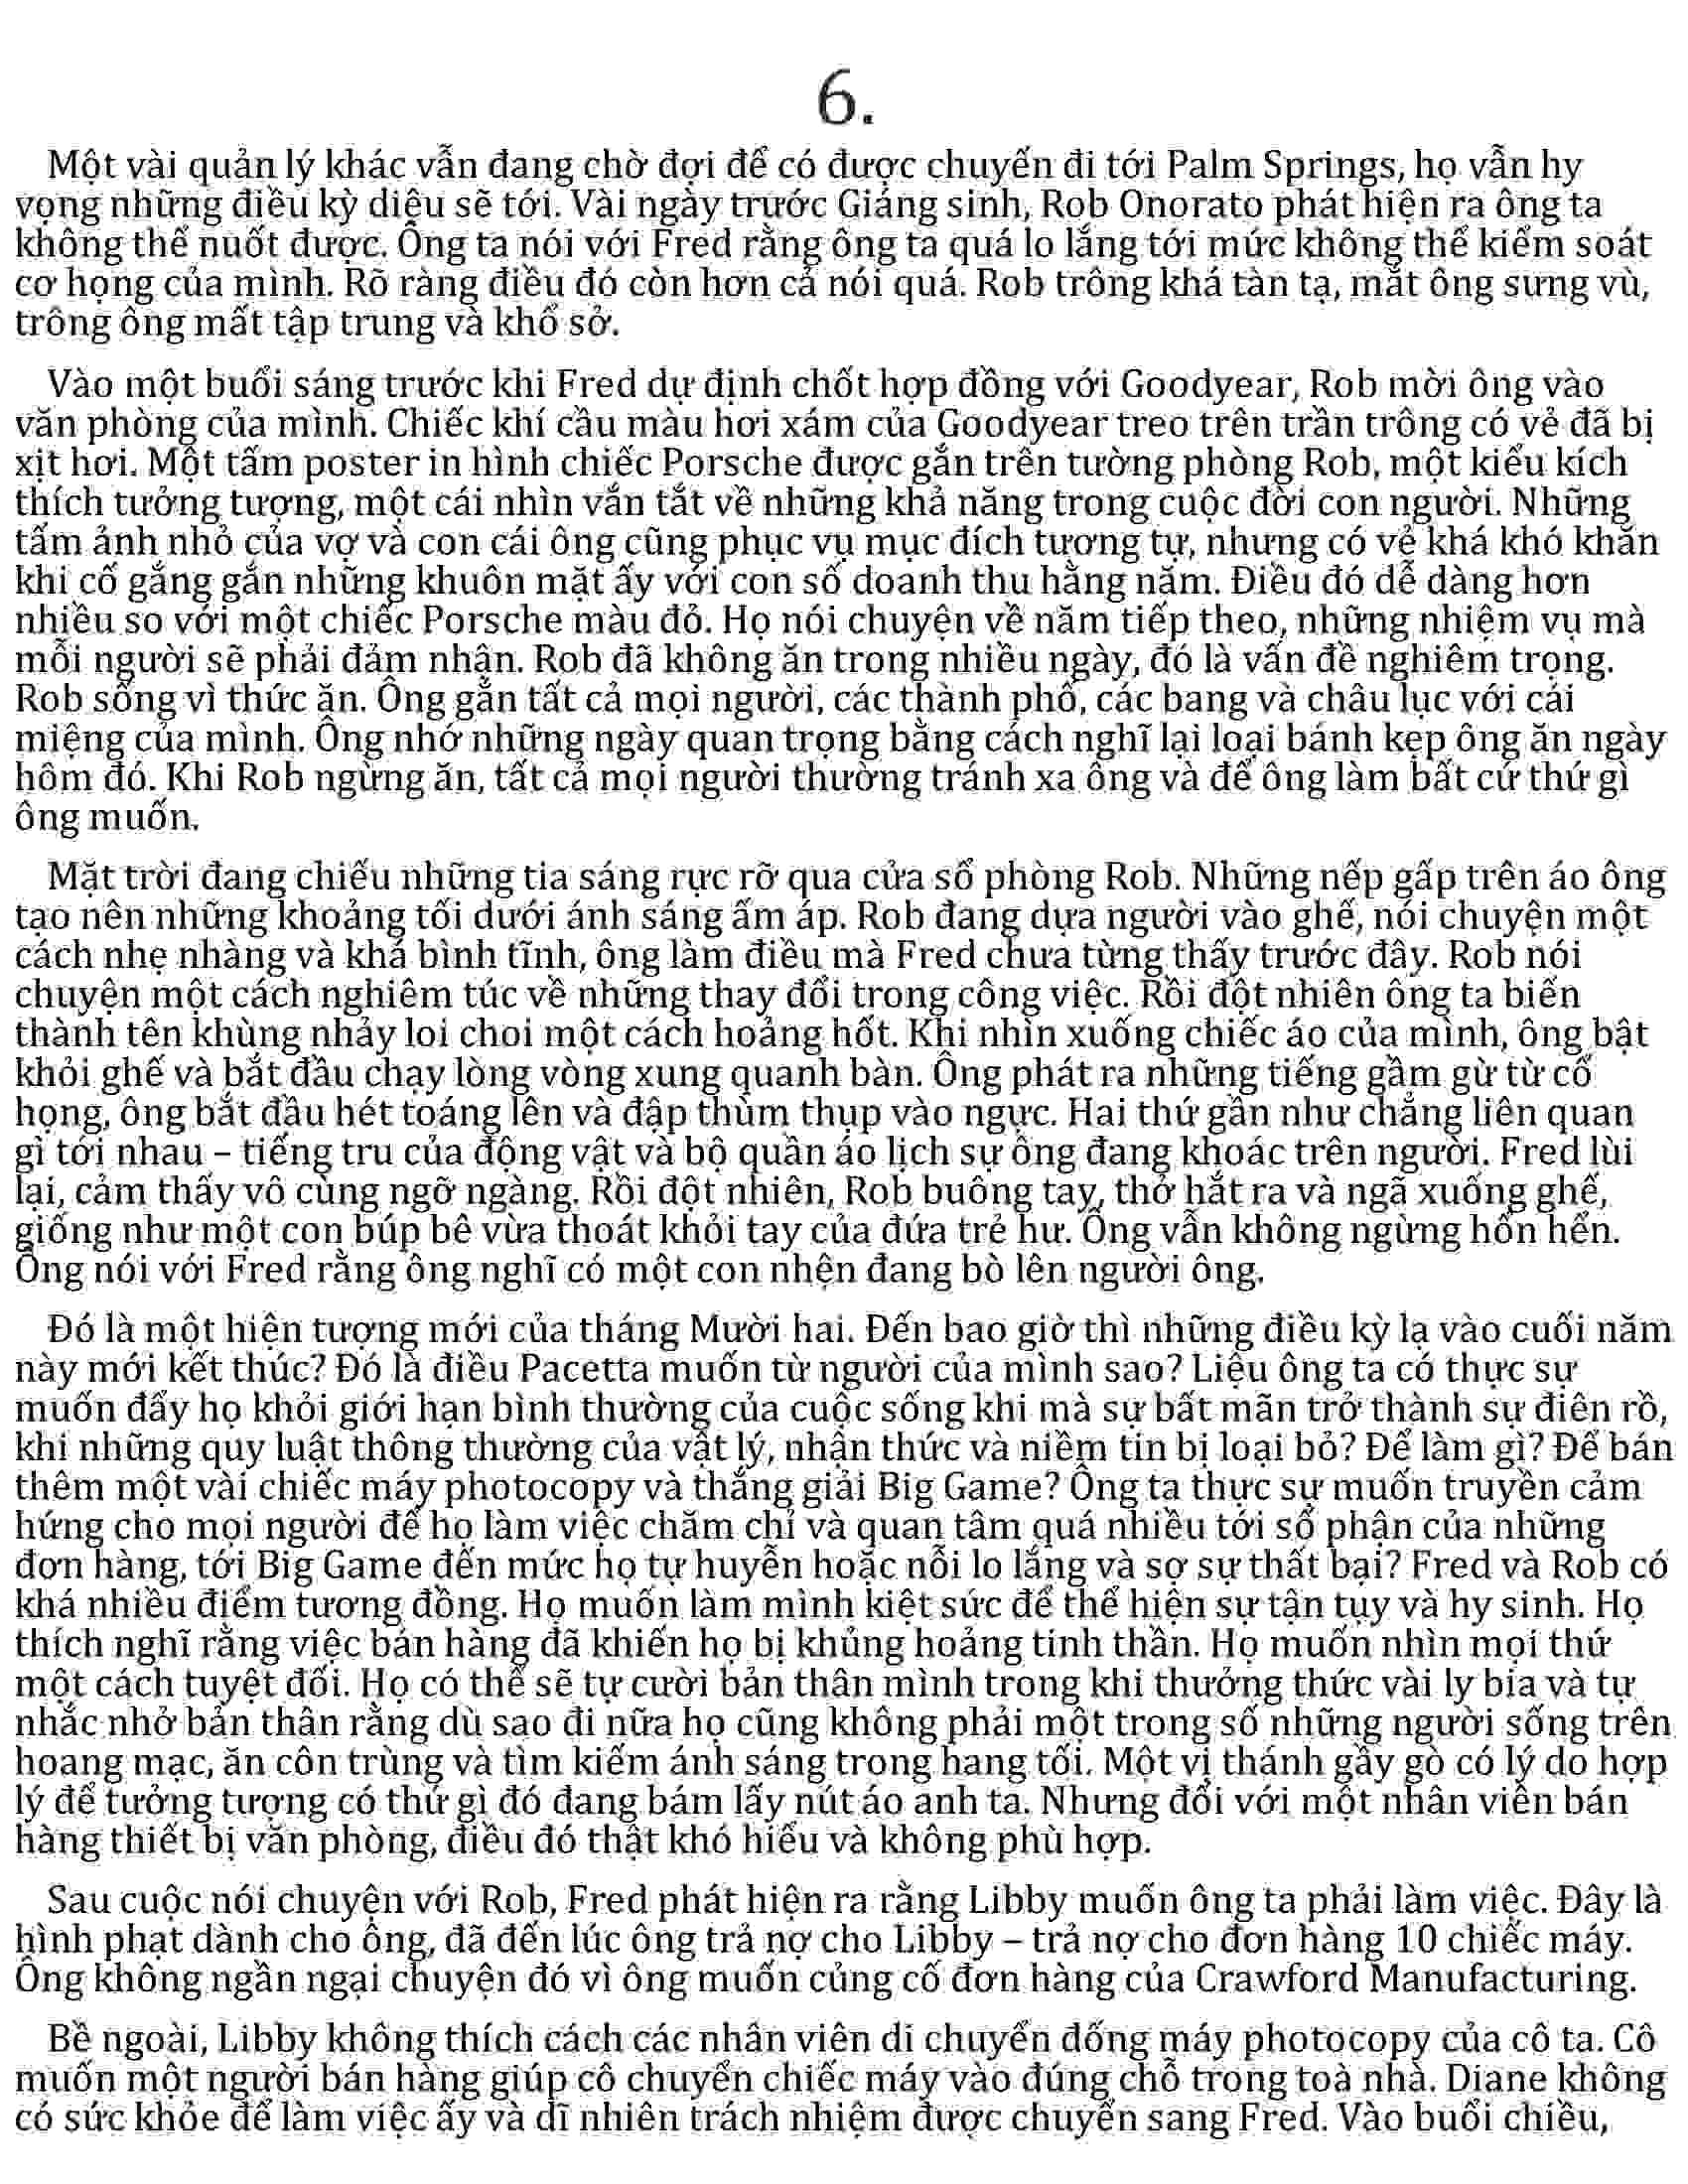 6.
Một vài quản lý khác vẫn đang chờ đợi để có được chuyến đi tới Palm Springs, họ vẫn hy
vọng những điều kỳ diệu sẽ tới. Vài ngày trước Giáng sinh, Rob Onorato phát hiện ra ông ta
không thể nuốt được. Ông ta nói với Fred rằng ông ta quá lo lắng tới mức không thể kiểm soát
cơ họng của mình. Rõ ràng điều đó còn hơn cả nói quá. Rob trông khá tàn tạ, mắt ông sưng vù,
trông ông mất tập trung và khổ sở.
Vào một buổi sáng trước khi Fred dự định chốt hợp đồng với Goodyear, Rob mời ông vào
văn phòng của mình. Chiếc khí cầu màu hơi xám của Goodyear treo trên trần trông có vẻ đã bị
xịt hơi. Một tấm poster in hình chiếc Porsche được gắn trên tường phòng Rob, một kiểu kích
thích tưởng tượng, một cái nhìn vắn tắt về những khả năng trong cuộc đời con người. Những
tấm ảnh nhỏ của vợ và con cái ông cũng phục vụ mục đích tương tự, nhưng có vẻ khá khó khăn
khi cố gắng gắn những khuôn mặt ấy với con số doanh thu hằng năm. Điều đó dễ dàng hơn
nhiều so với một chiếc Porsche màu đỏ. Họ nói chuyện về năm tiếp theo, những nhiệm vụ mà
mỗi người sẽ phải đảm nhận. Rob đã không ăn trong nhiều ngày, đó là vấn đề nghiêm trọng.
Rob sống vì thức ăn. Ông gắn tất cả mọi người, các thành phố, các bang và châu lục với cái
miệng của mình. Ông nhớ những ngày quan trọng bằng cách nghĩ lại loại bánh kẹp ông ăn ngày
hôm đó. Khi Rob ngừng ăn, tất cả mọi người thường tránh xa ông và để ông làm bất cứ thứ gì
ông muốn.
Mặt trời đang chiếu những tia sáng rực rỡ qua cửa sổ phòng Rob. Những nếp gấp trên áo ông
tạo nên những khoảng tối dưới ánh sáng ấm áp. Rob đang dựa người vào ghế, nói chuyện một
cách nhẹ nhàng và khá bình tĩnh, ông làm điều mà Fred chưa từng thấy trước đây. Rob nói
chuyện một cách nghiêm túc về những thay đổi trong công việc. Rồi đột nhiên ông ta biến
thành tên khùng nhảy loi choi một cách hoảng hốt. Khi nhìn xuống chiếc áo của mình, ông bật
khỏi ghế và bắt đầu chạy lòng vòng xung quanh bàn. Ông phát ra những tiếng gầm gừ từ cổ
họng, ông bắt đầu hét toáng lên và đập thùm thụp vào ngực. Hai thứ gần như chẳng liên quan
gì tới nhau – tiếng tru của động vật và bộ quần áo lịch sự ông đang khoác trên người. Fred lùi
lại, cảm thấy vô cùng ngỡ ngàng. Rồi đột nhiên, Rob buông tay, thở hắt ra và ngã xuống ghế,
giống như một con búp bê vừa thoát khỏi tay của đứa trẻ hư. Ông vẫn không ngừng hổn hển.
Ông nói với Fred rằng ông nghĩ có một con nhện đang bò lên người ông.
Đó là một hiện tượng mới của tháng Mười hai. Đến bao giờ thì những điều kỳ lạ vào cuối năm
này mới kết thúc? Đó là điều Pacetta muốn từ người của mình sao? Liệu ông ta có thực sự
muốn đẩy họ khỏi giới hạn bình thường của cuộc sống khi mà sự bất mãn trở thành sự điên rồ,
khi những quy luật thông thường của vật lý, nhận thức và niềm tin bị loại bỏ? Để làm gì? Để bán
thêm một vài chiếc máy photocopy và thắng giải Big Game? Ông ta thực sự muốn truyền cảm
hứng cho mọi người để họ làm việc chăm chỉ và quan tâm quá nhiều tới số phận của những
đơn hàng, tới Big Game đến mức họ tự huyễn hoặc nỗi lo lắng và sợ sự thất bại? Fred và Rob có
khá nhiều điểm tương đồng. Họ muốn làm mình kiệt sức để thể hiện sự tận tụy và hy sinh. Họ
thích nghĩ rằng việc bán hàng đã khiến họ bị khủng hoảng tinh thần. Họ muốn nhìn mọi thứ
một cách tuyệt đối. Họ có thể sẽ tự cười bản thân mình trong khi thưởng thức vài ly bia và tự
nhắc nhở bản thân rằng dù sao đi nữa họ cũng không phải một trong số những người sống trên
hoang mạc, ăn côn trùng và tìm kiếm ánh sáng trong hang tối. Một vị thánh gầy gò có lý do hợp
lý để tưởng tượng có thứ gì đó đang bám lấy nút áo anh ta. Nhưng đối với một nhân viên bán
hàng thiết bị văn phòng, điều đó thật khó hiểu và không phù hợp.
Sau cuộc nói chuyện với Rob, Fred phát hiện ra rằng Libby muốn ông ta phải làm việc. Đây là
hình phạt dành cho ông, đã đến lúc ông trả nợ cho Libby – trả nợ cho đơn hàng 10 chiếc máy.
Ông không ngần ngại chuyện đó vì ông muốn củng cố đơn hàng của Crawford Manufacturing.
Bề ngoài, Libby không thích cách các nhân viên di chuyển đống máy photocopy của cô ta. Cô
muốn một người bán hàng giúp cô chuyển chiếc máy vào đúng chỗ trong toà nhà. Diane không
có sức khỏe để làm việc ấy và dĩ nhiên trách nhiệm được chuyển sang Fred. Vào buổi chiều,